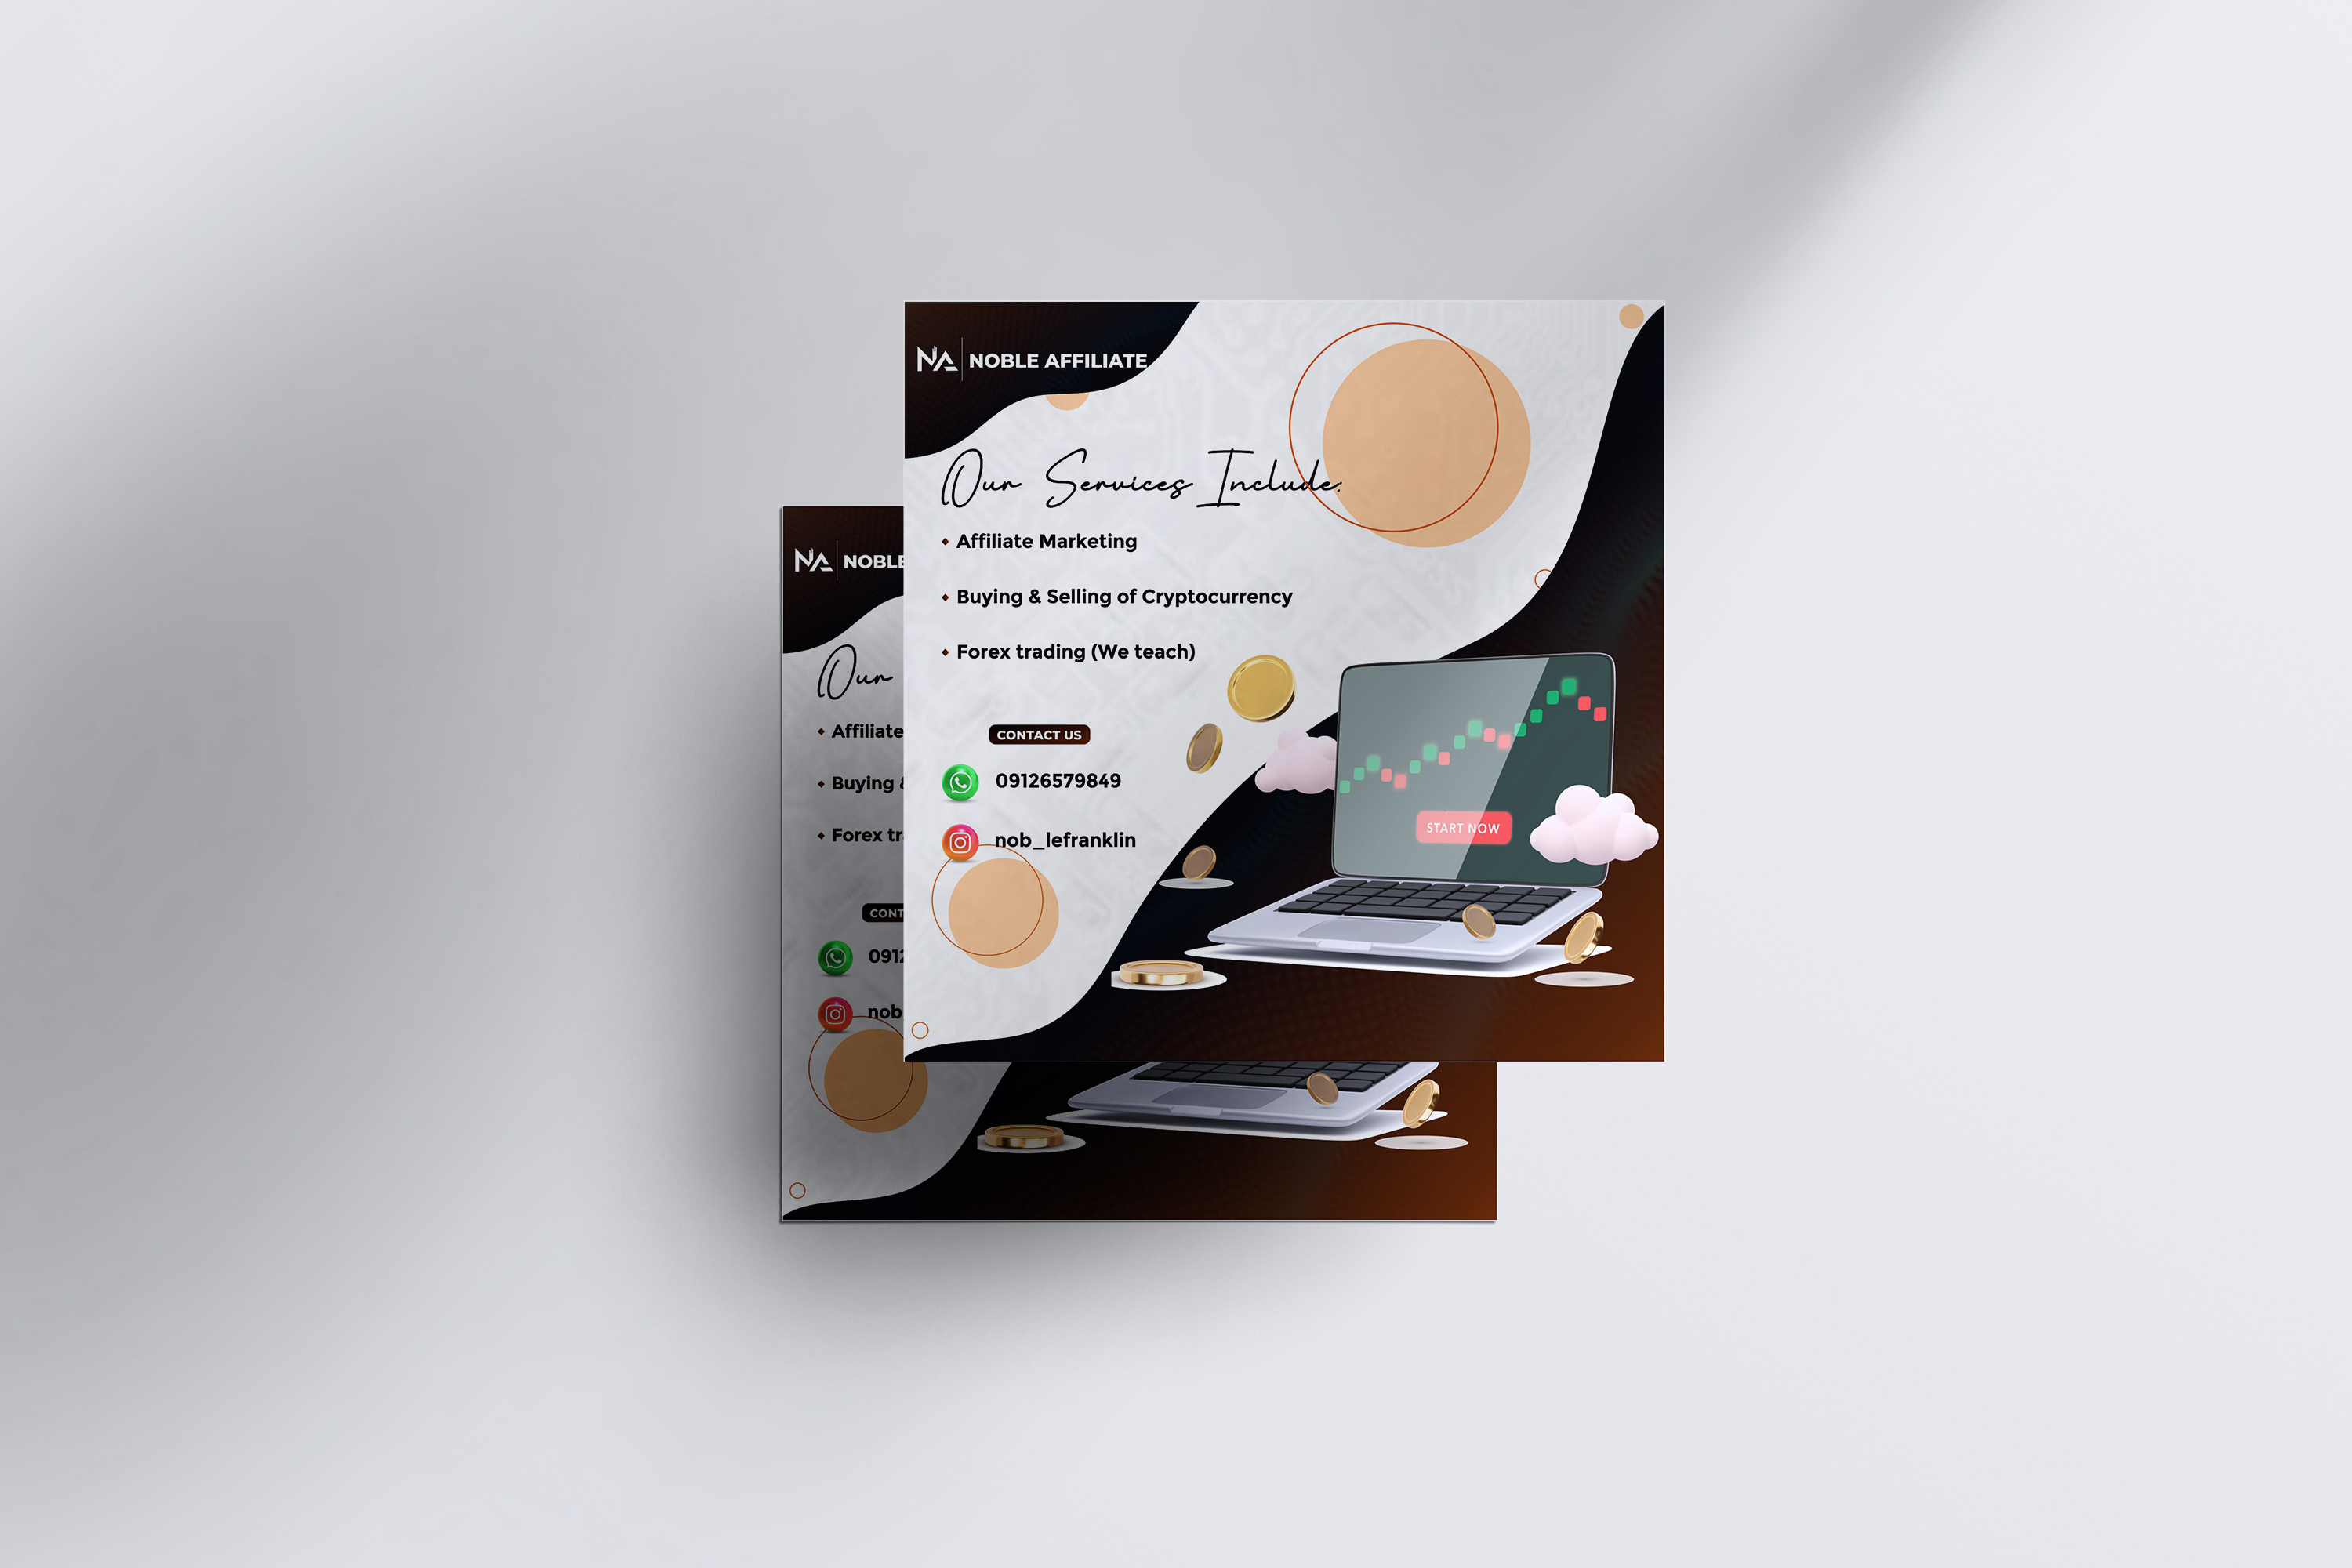 NA NOBLE AFFILIATE
Our Services Include:
Affiliate Marketing
Buying & Selling of Cryptocurrency
Forex trading (We teach)
CONTACT US
09126579849
nob_lefranklin
START NOW
NA NOBLE
Our
Affiliate
Buying &
Forex tr
CONT
0912
nob